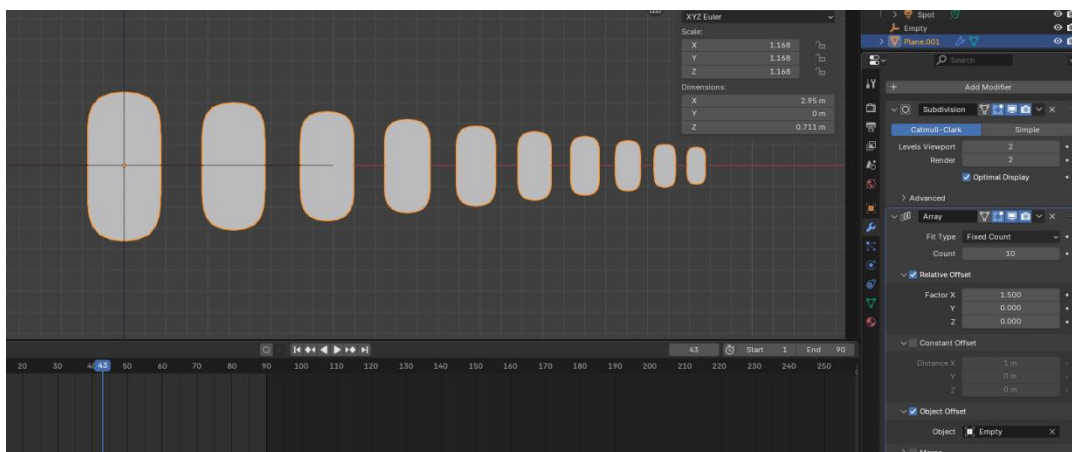 XYZ Euler
Scale:
X 1.168
Y 1.168
Z 1.168
Dimensions:
X 2.95 m
Y 0 m
Z 0.711 m
Spot
Empty
Plane.001
Search
+ Add Modifier
Subdivision
Catmull-Clark Simple
Levels Viewport 2
Render 2
Optimal Display
Advanced
Array
Fit Type Fixed Count
Count 10
Relative Offset
Factor X 1.500
Y 0.000
Z 0.000
Constant Offset
Distance X 1 m
Y 0 m
Z 0 m
Object Offset
Object Empty
43 Start 1 End 90
20 30 40 43 50 60 70 80 90 100 110 120 130 140 150 160 170 180 190 200 210 220 230 240 250